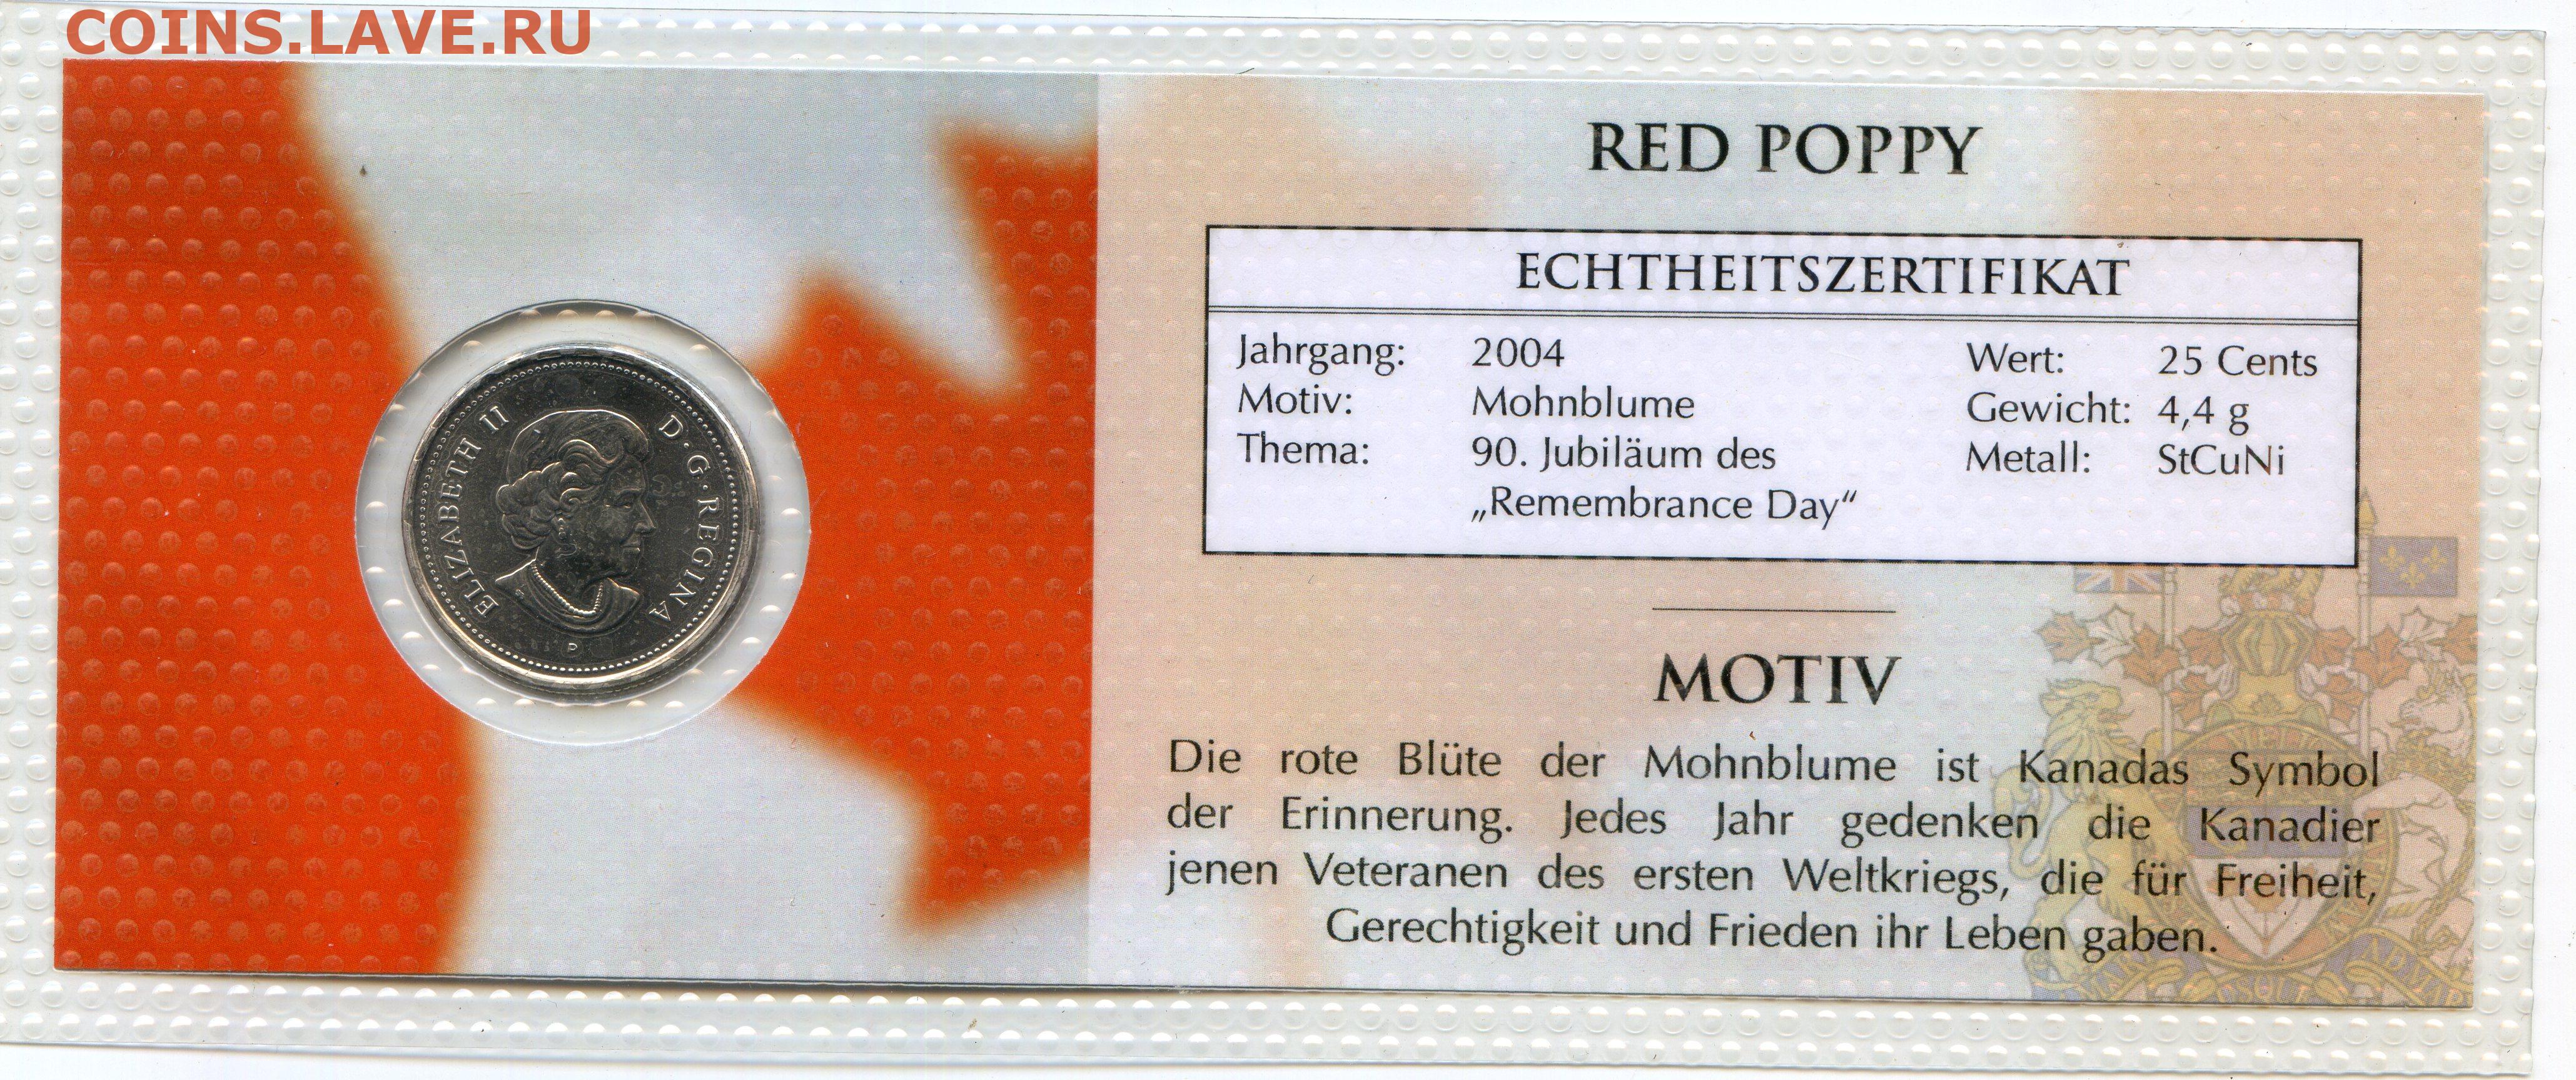 COINS.LAVE.RU
RED POPPY
ECHTHEITSZERTIFIKAT
Jahrgang: 2004 Wert: 25 Cents
Motiv: Mohnblume Gewicht: 4,4 g
Thema: 90. Jubiläum des Metall: StCuNi
„Remembrance Day“
ELIZABETH II D·G·REGINA
P
MOTIV
Die rote Blüte der Mohnblume ist Kanadas Symbol
der Erinnerung. Jedes Jahr gedenken die Kanadier
jenen Veteranen des ersten Weltkriegs, die für Freiheit,
Gerechtigkeit und Frieden ihr Leben gaben.